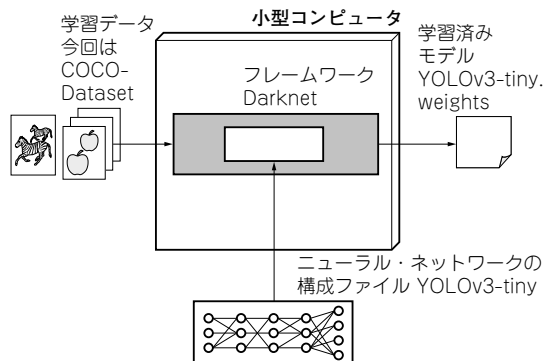 学習データ
今回は
COCO-
Dataset
小型コンピュータ
フレームワーク
Darknet
学習済み
モデル
YOLOv3-tiny.
weights
ニューラル・ネットワークの
構成ファイル YOLOv3-tiny